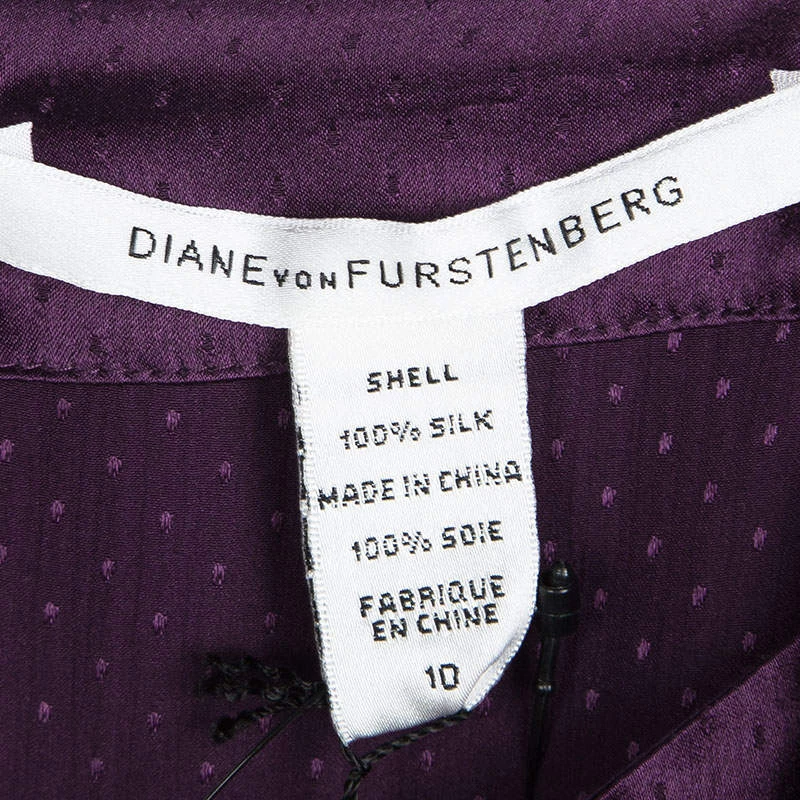 DIANE VON FURSTENBERG
SHELL
100% SILK
MADE IN CHINA
100% SOIE
FABRIQUE
EN CHINE
10